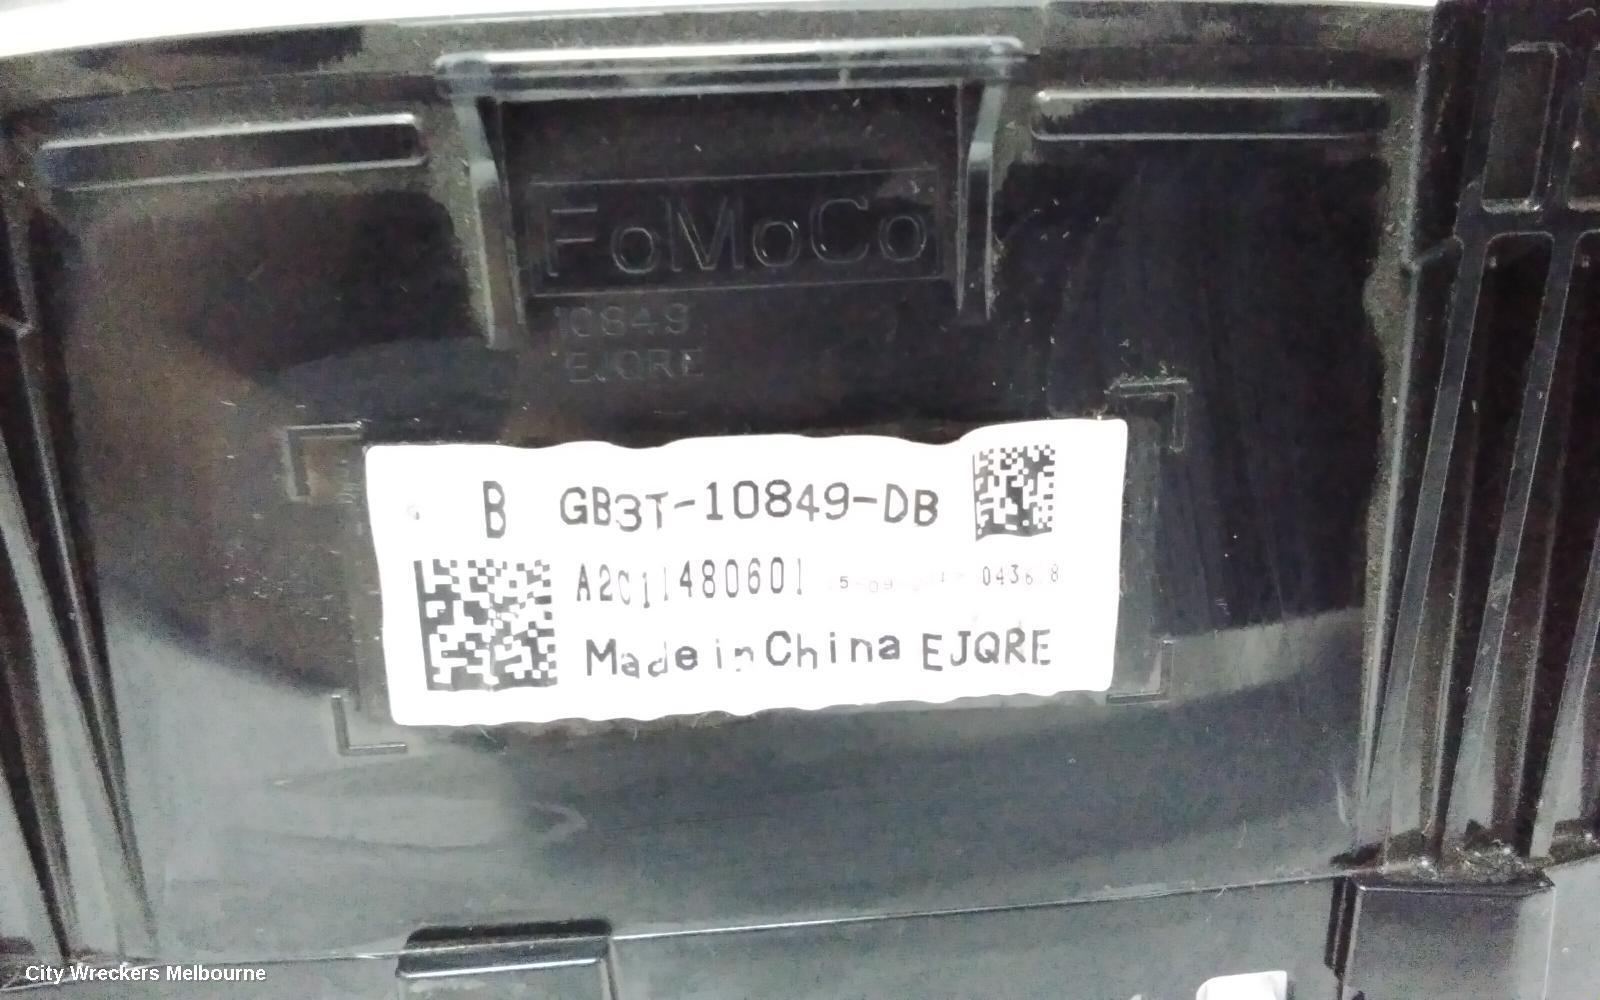 FoMoCo
10849
EJQRE
B GB3T-10849-DB
A2C11480601
Made in China EJQRE
City Wreckers Melbourne